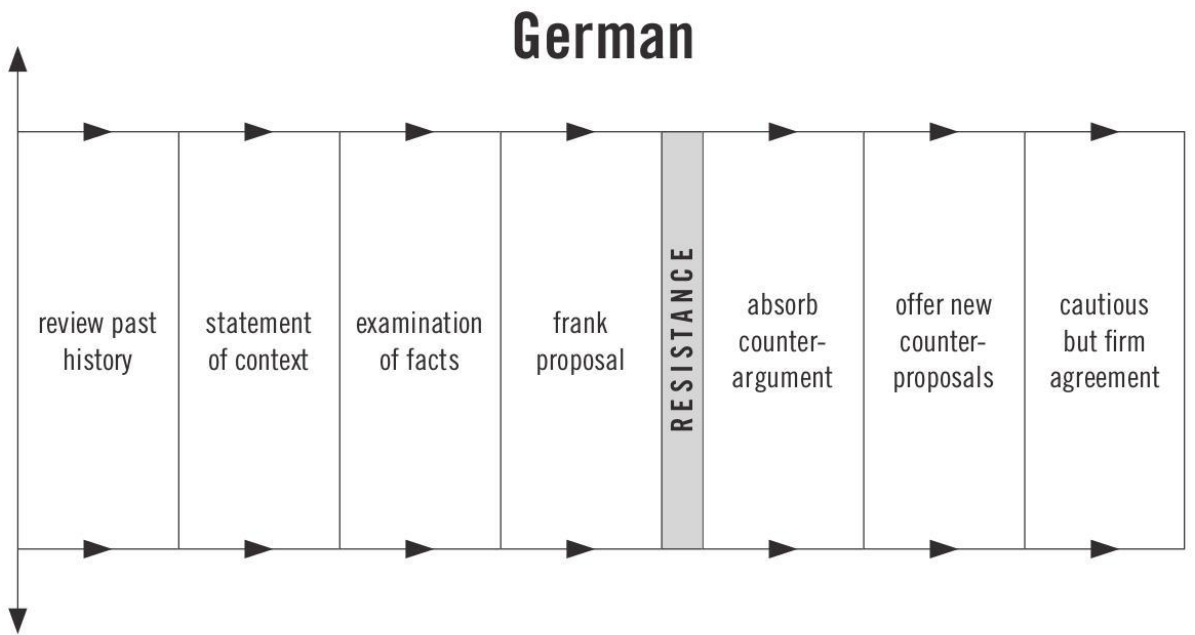 German
review past
history
statement
of context
examination
of facts
frank
proposal
RESISTANCE
absorb
counter-
argument
offer new
counter-
proposals
cautious
but firm
agreement